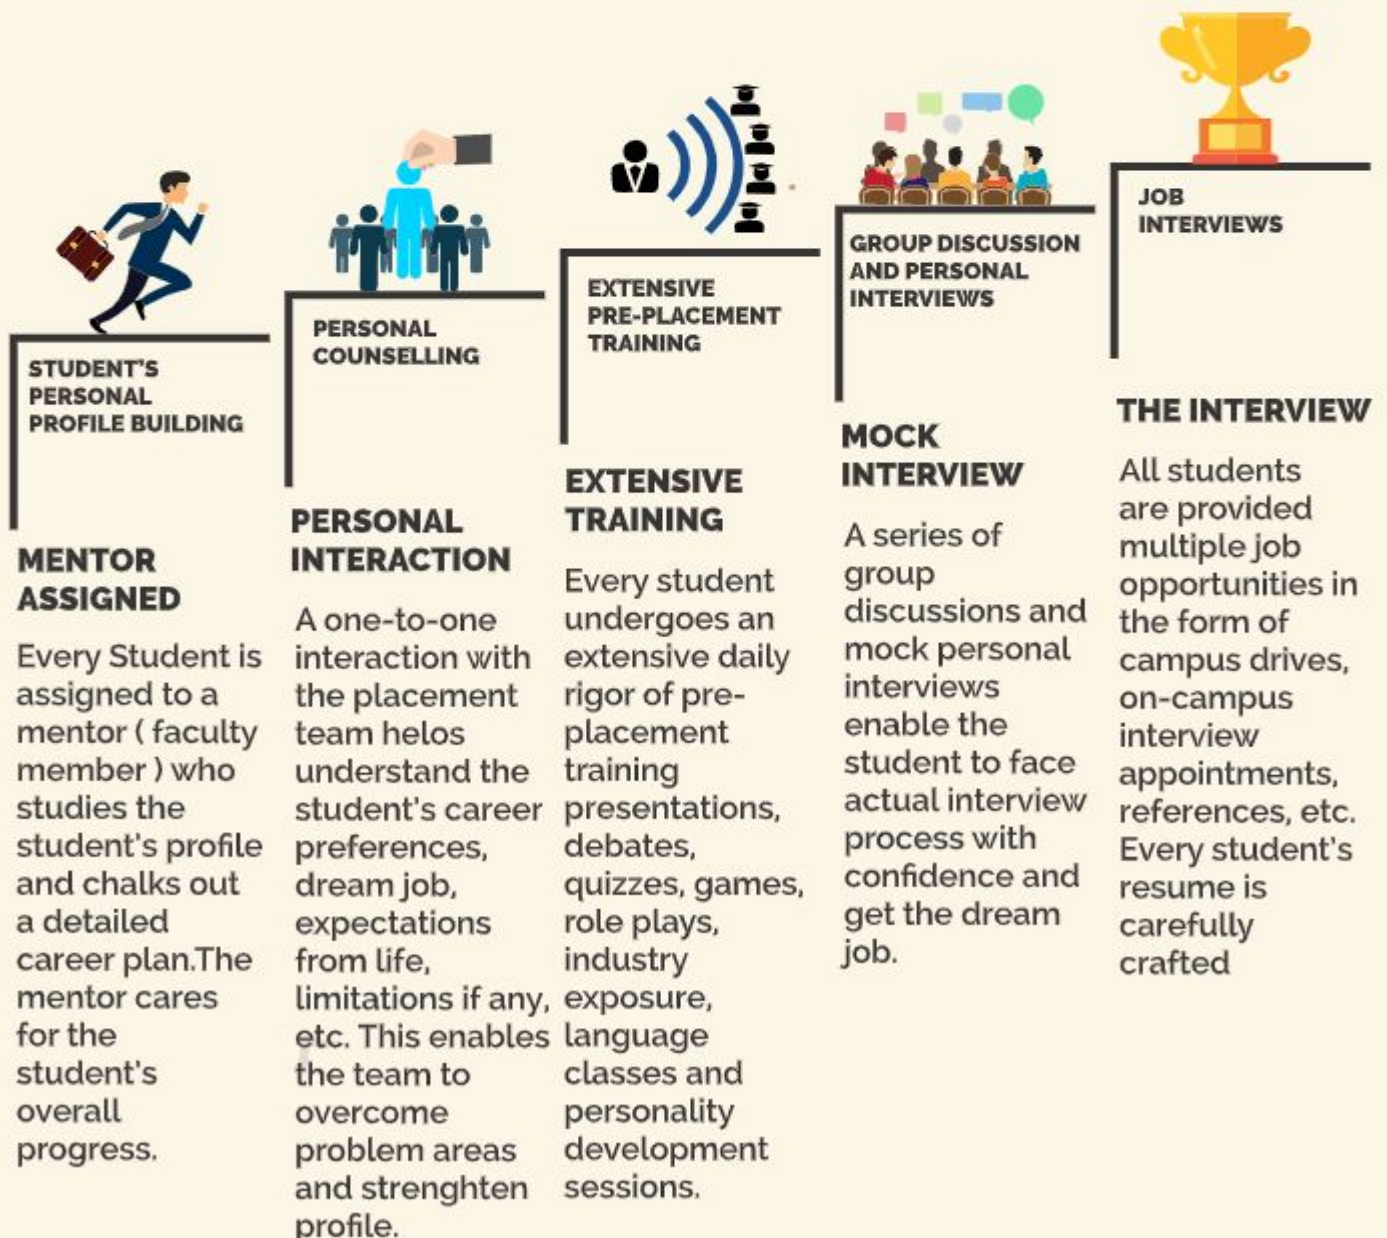 STUDENT'S
PERSONAL
PROFILE BUILDING
MENTOR
ASSIGNED
Every Student is
assigned to a
mentor ( faculty
member ) who
studies the
student's profile
and chalks out
a detailed
career plan.The
mentor cares
for the
student's
overall
progress.
PERSONAL
COUNSELLING
PERSONAL
INTERACTION
A one-to-one
interaction with
the placement
team helos
understand the
student's career
preferences,
dream job,
expectations
from life,
limitations if any,
etc. This enables
the team to
overcome
problem areas
and strenghten
profile.
EXTENSIVE
PRE-PLACEMENT
TRAINING
EXTENSIVE
TRAINING
Every student
undergoes an
extensive daily
rigor of pre-
placement
training
presentations,
debates,
quizzes, games,
role plays,
industry
exposure,
language
classes and
personality
development
sessions.
GROUP DISCUSSION
AND PERSONAL
INTERVIEWS
MOCK
INTERVIEW
A series of
group
discussions and
mock personal
interviews
enable the
student to face
actual interview
process with
confidence and
get the dream
job.
JOB
INTERVIEWS
THE INTERVIEW
All students
are provided
multiple job
opportunities in
the form of
campus drives,
on-campus
interview
appointments,
references, etc.
Every student's
resume is
carefully
crafted